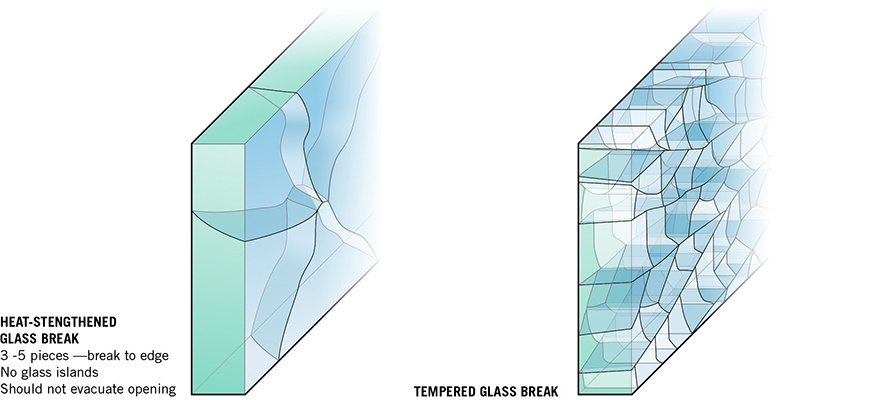 HEAT-STENGTHENED
GLASS BREAK
3 -5 pieces —break to edge
No glass islands
Should not evacuate opening
TEMPERED GLASS BREAK